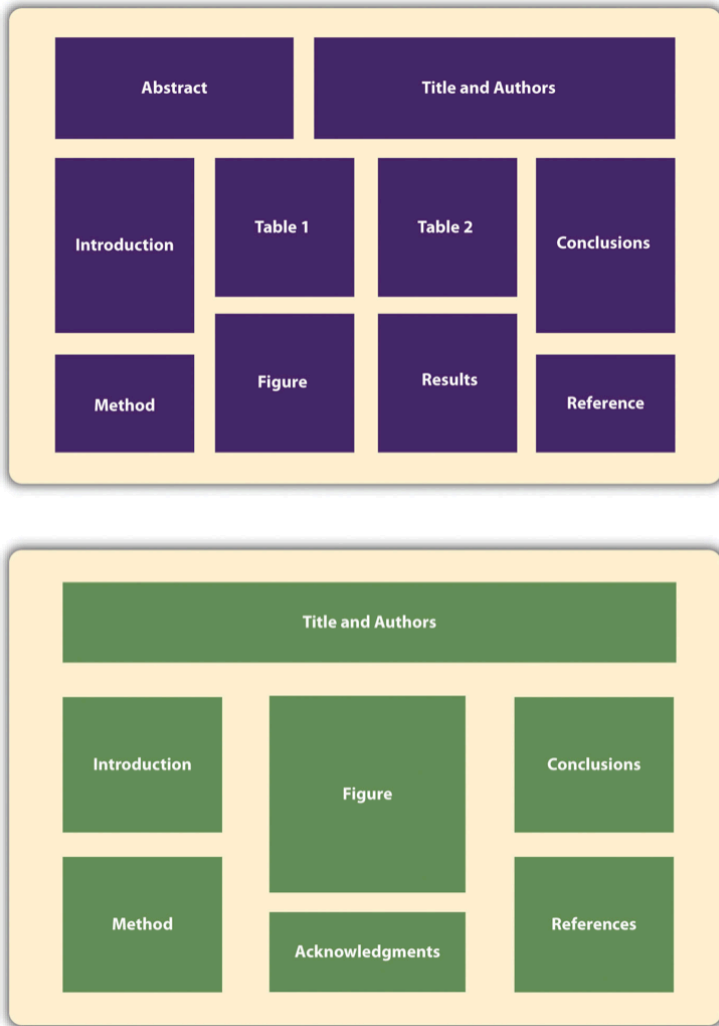 Abstract
Title and Authors
Introduction
Table 1
Table 2
Conclusions
Method
Figure
Results
Reference
Title and Authors
Introduction
Figure
Conclusions
Method
Acknowledgments
References